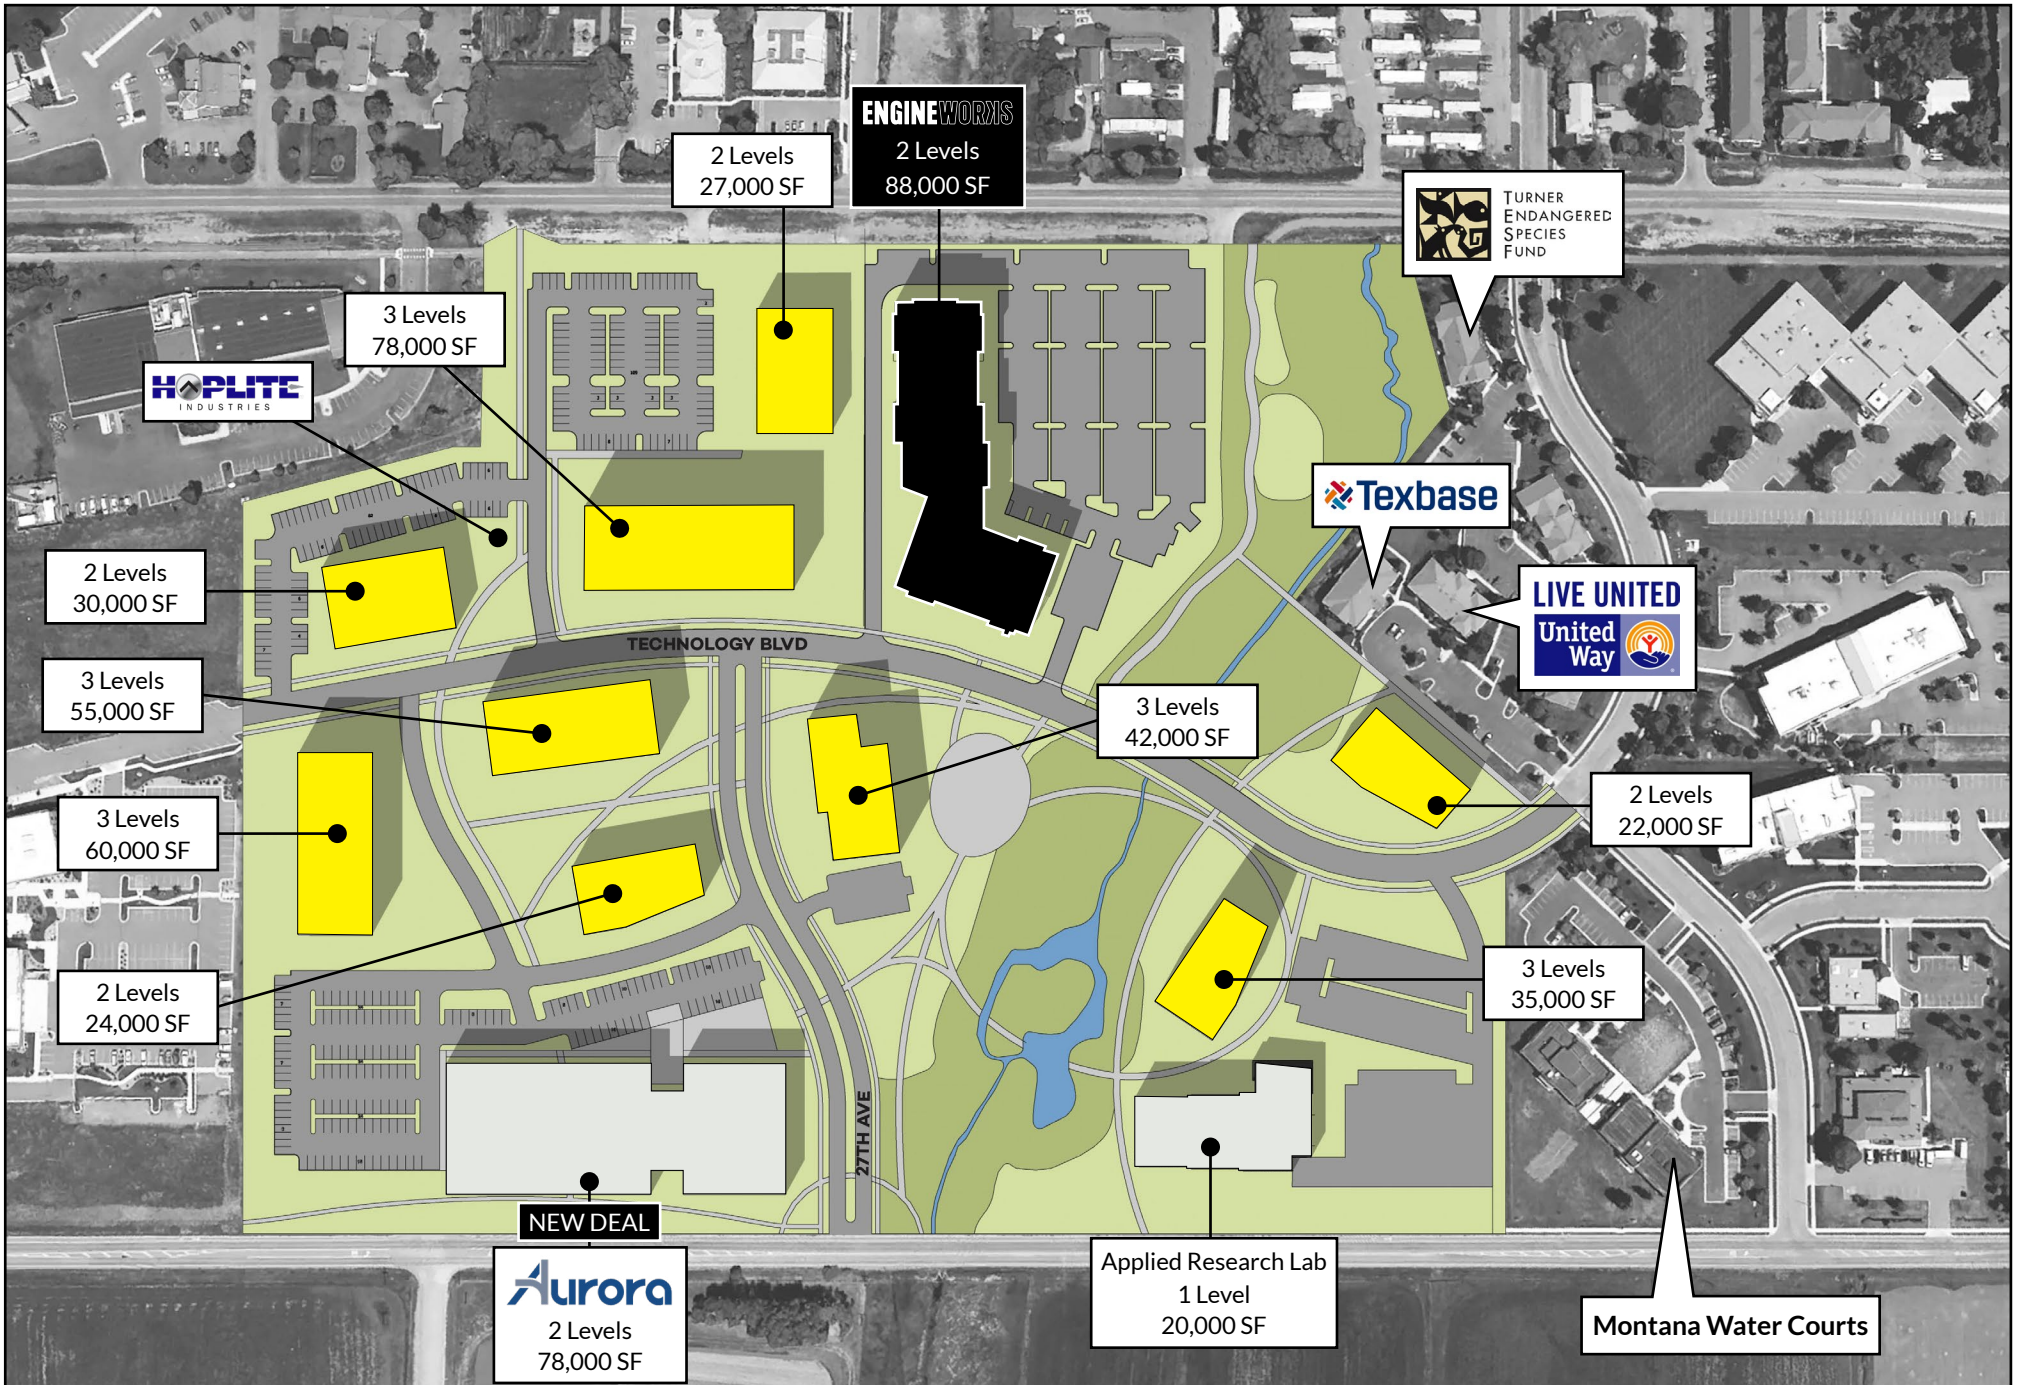 ENGINEWORKS
2 Levels
88,000 SF
2 Levels
27,000 SF
TURNER
ENDANGERED
SPECIES
FUND
3 Levels
78,000 SF
HOPLITE
INDUSTRIES
Texbase
2 Levels
30,000 SF
LIVE UNITED
United
Way
TECHNOLOGY BLVD
3 Levels
55,000 SF
3 Levels
42,000 SF
2 Levels
22,000 SF
3 Levels
60,000 SF
3 Levels
35,000 SF
2 Levels
24,000 SF
27TH AVE
NEW DEAL
Aurora
2 Levels
78,000 SF
Applied Research Lab
1 Level
20,000 SF
Montana Water Courts